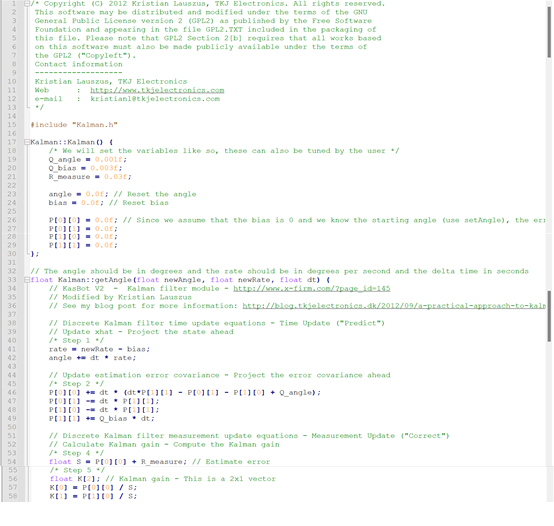 1 /* Copyright (C) 2012 Kristian Lauszus, TKJ Electronics. All rights reserved.
2
3 This software may be distributed and modified under the terms of the GNU
4 General Public License version 2 (GPL2) as published by the Free Software
5 Foundation and appearing in the file GPL2.TXT included in the packaging of
6 this file. Please note that GPL2 Section 2[b] requires that all works based
7 on this software must also be made publicly available under the terms of
8 the GPL2 ("Copyleft").
Contact information
9 -------------------
10 Kristian Lauszus, TKJ Electronics
11 Web : http://www.tkjelectronics.com
12 e-mail : kristianl@tkjelectronics.com
13 */
14
15 #include "Kalman.h"
16
17 Kalman::Kalman() {
18 /* We will set the variables like so, these can also be tuned by the user */
19 Q_angle = 0.001f;
20 Q_bias = 0.003f;
21 R_measure = 0.03f;
22
23 angle = 0.0f; // Reset the angle
24 bias = 0.0f; // Reset bias
25
26 P[0][0] = 0.0f; // Since we assume that the bias is 0 and we know the starting angle (use setAngle), the err
27 P[0][1] = 0.0f;
28 P[1][0] = 0.0f;
29 P[1][1] = 0.0f;
30 };
31
32 // The angle should be in degrees and the rate should be in degrees per second and the delta time in seconds
33 float Kalman::getAngle(float newAngle, float newRate, float dt) {
34 // KasBot V2 - Kalman filter module - http://www.x-firm.com/?page_id=145
35 // Modified by Kristian Lauszus
36 // See my blog post for more information: http://blog.tkjelectronics.dk/2012/09/a-practical-approach-to-kalm
37
38 // Discrete Kalman filter time update equations - Time Update ("Predict")
39 // Update xhat - Project the state ahead
40 /* Step 1 */
41 rate = newRate - bias;
42 angle += dt * rate;
43
44 // Update estimation error covariance - Project the error covariance ahead
45 /* Step 2 */
46 P[0][0] += dt * (dt*P[1][1] - P[0][1] - P[1][0] + Q_angle);
47 P[0][1] -= dt * P[1][1];
48 P[1][0] -= dt * P[1][1];
49 P[1][1] += Q_bias * dt;
50
51 // Discrete Kalman filter measurement update equations - Measurement Update ("Correct")
52 // Calculate Kalman gain - Compute the Kalman gain
53 /* Step 4 */
54 float S = P[0][0] + R_measure; // Estimate error
55 /* Step 5 */
56 float K[2]; // Kalman gain - This is a 2x1 vector
57 K[0] = P[0][0] / S;
58 K[1] = P[1][0] / S;